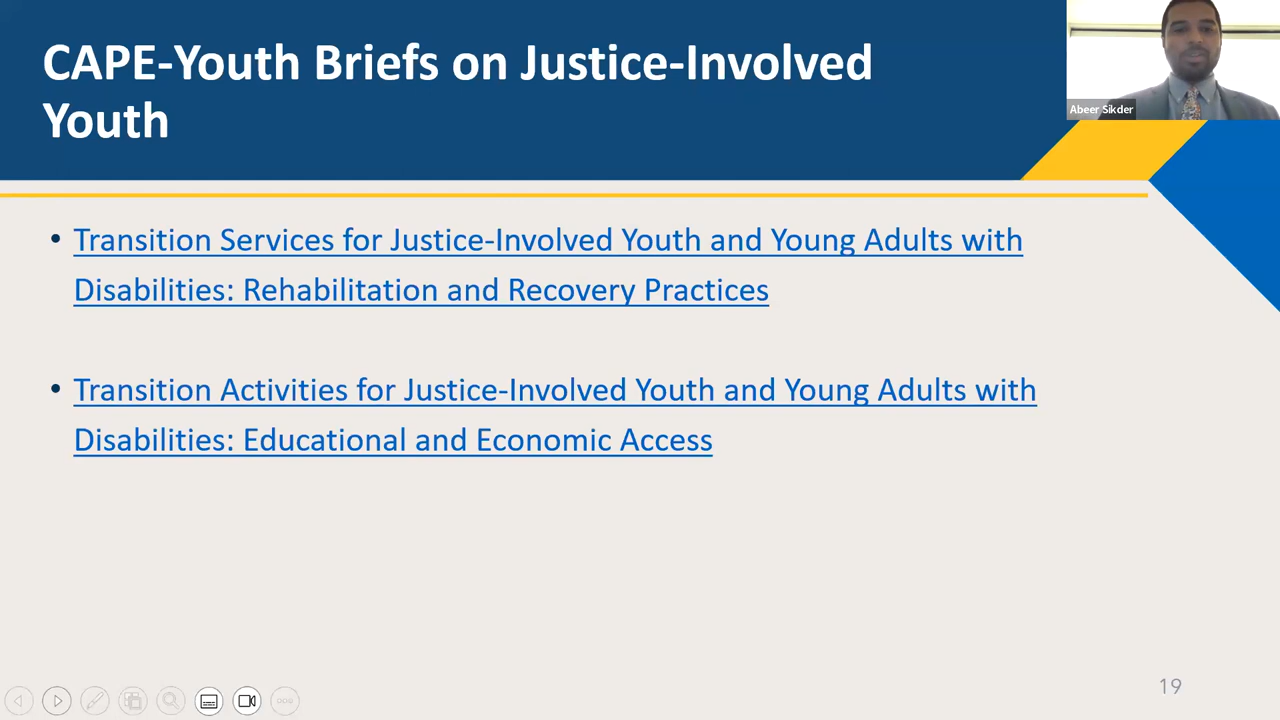 CAPE-Youth Briefs on Justice-Involved
Youth
Abeer Sikder
• Transition Services for Justice-Involved Youth and Young Adults with
Disabilities: Rehabilitation and Recovery Practices
• Transition Activities for Justice-Involved Youth and Young Adults with
Disabilities: Educational and Economic Access
19